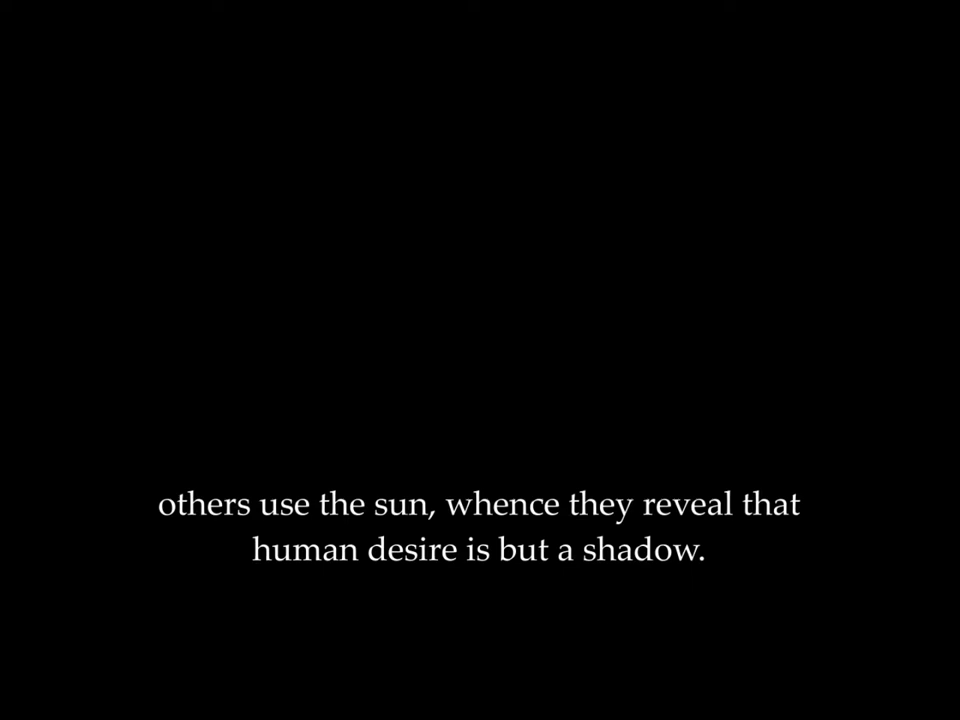 others use the sun, whence they reveal that
human desire is but a shadow.